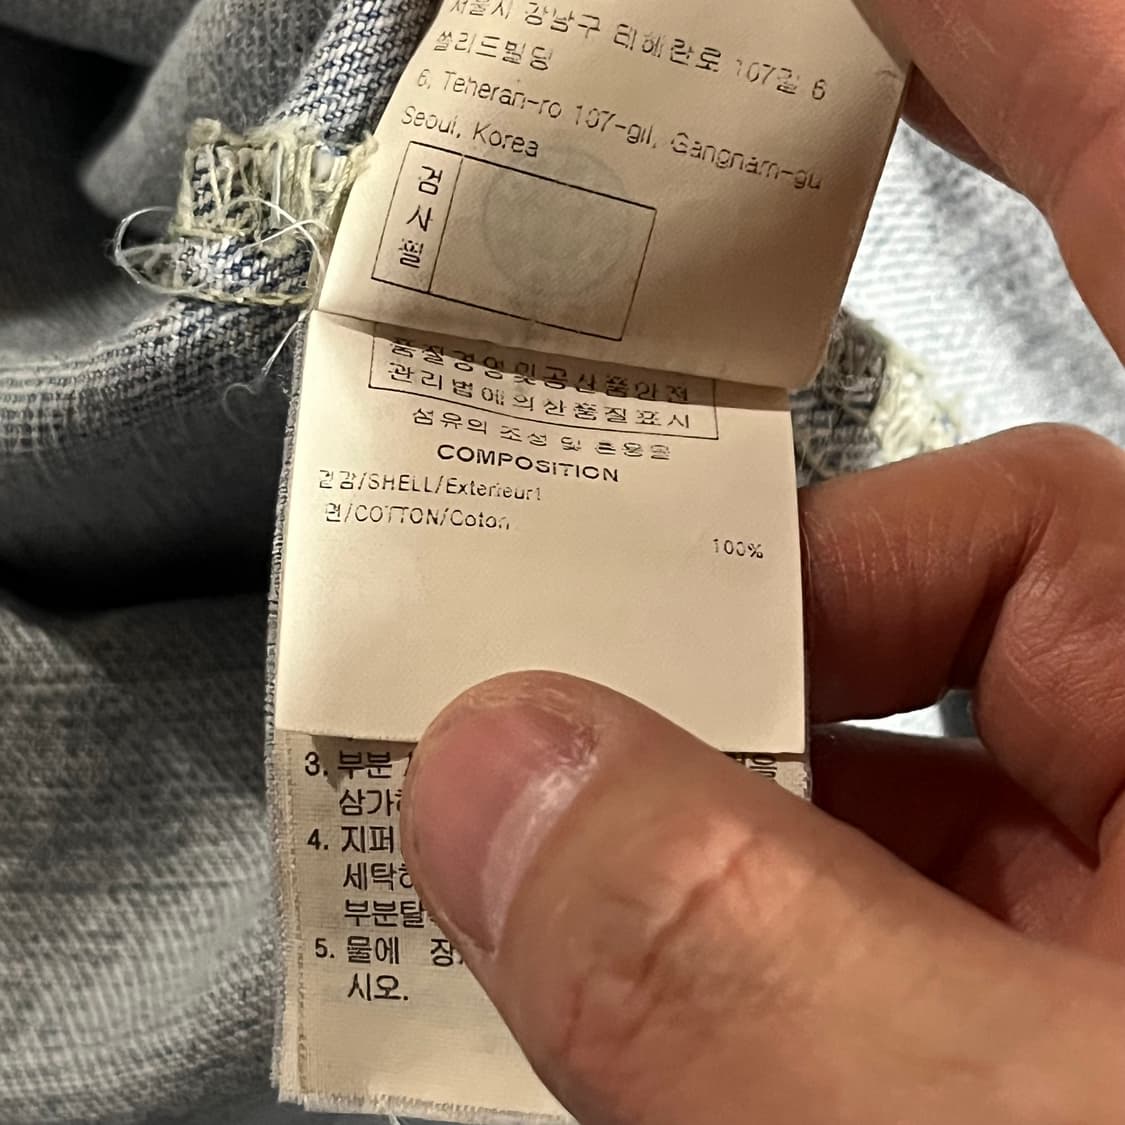 서울시 강남구 테헤란로 107길 6
쏠리드빌딩
6, Teheran-ro 107-gil, Gangnam-gu
Seoul, Korea
검
사
필
품질경영및공산품안전
관리법에의한품질표시
섬유의 조성 및 혼용율
COMPOSITION
겉감/SHELL/Exterieur1
면/COTTON/Coton
100%
3. 부분
4. 지퍼
세탁
부분탈
5. 물에
시오.